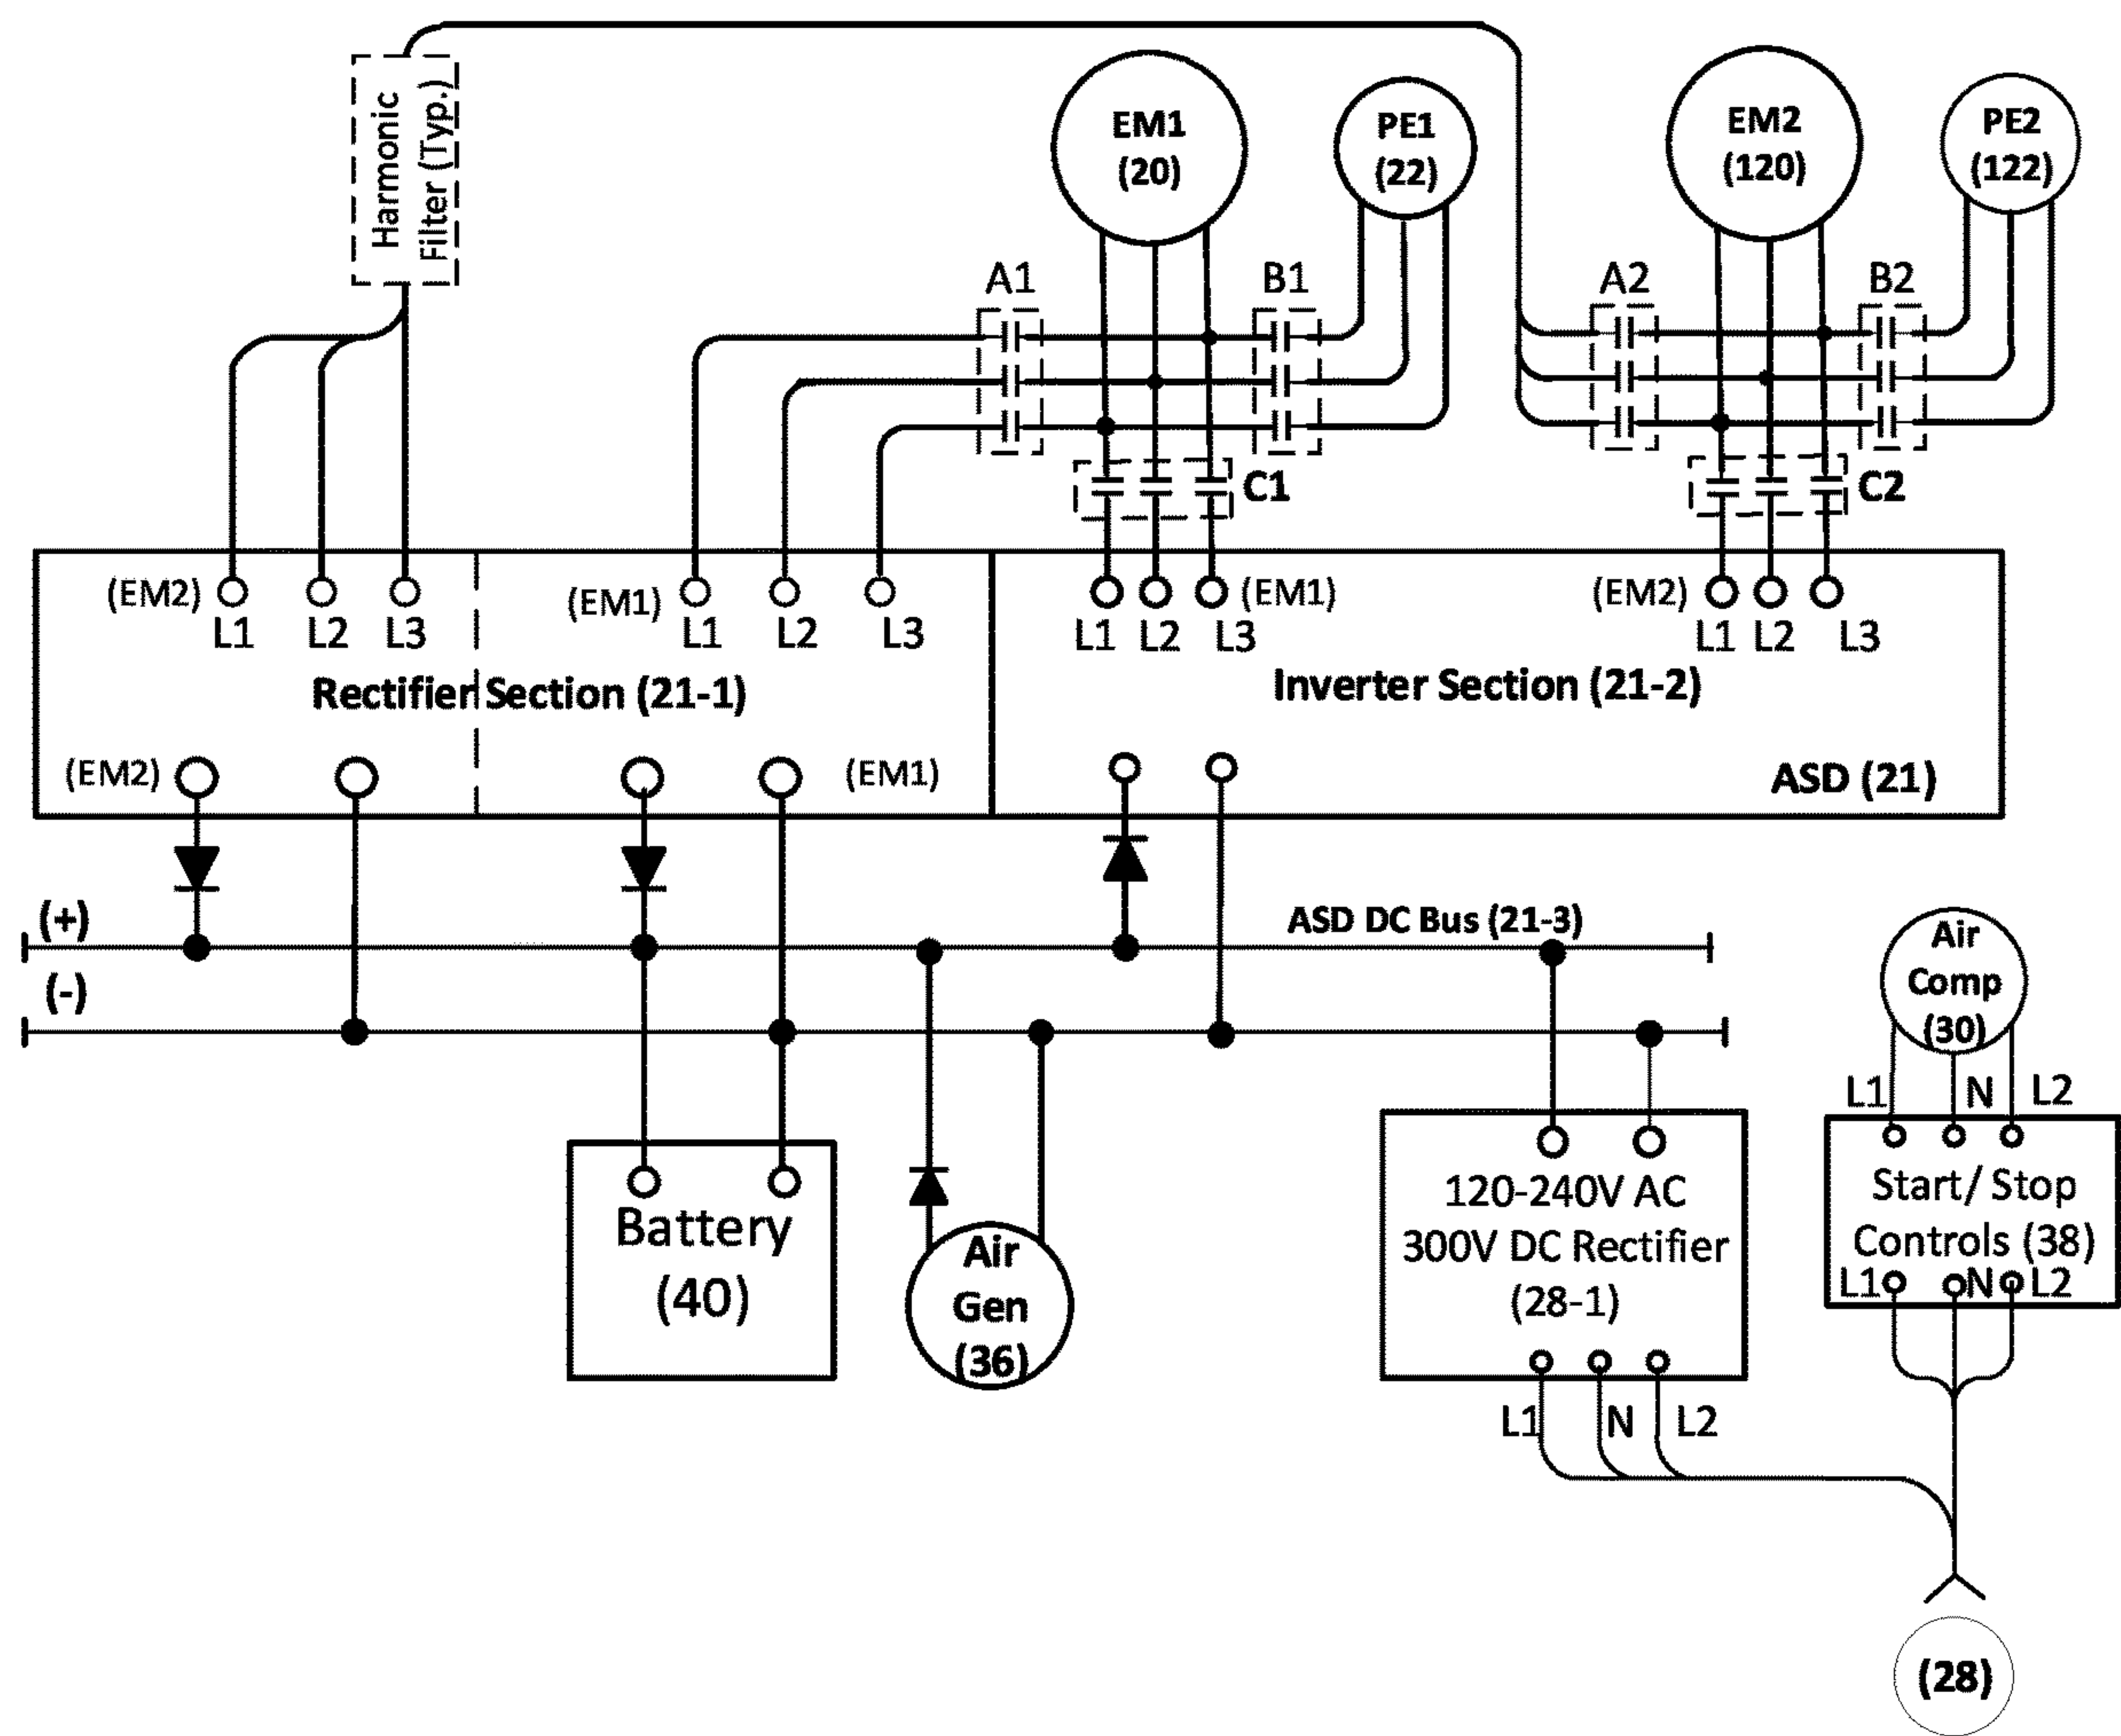 Harmonic
Filter (Typ.)
EM1
(20)
PE1
(22)
EM2
(120)
PE2
(122)
A1
B1
A2
B2
C1
C2
(EM2)
L1
L2
L3
(EM1)
L1
L2
L3
L1
L2
L3
(EM1)
(EM2)
L1
L2
L3
Rectifier Section (21-1)
Inverter Section (21-2)
(EM2)
(EM1)
ASD (21)
(+)
(-)
ASD DC Bus (21-3)
Air
Comp
(30)
L1
N
L2
Start/ Stop
Controls (38)
L1
N
L2
Battery
(40)
Air
Gen
(36)
120-240V AC
300V DC Rectifier
(28-1)
L1
N
L2
(28)